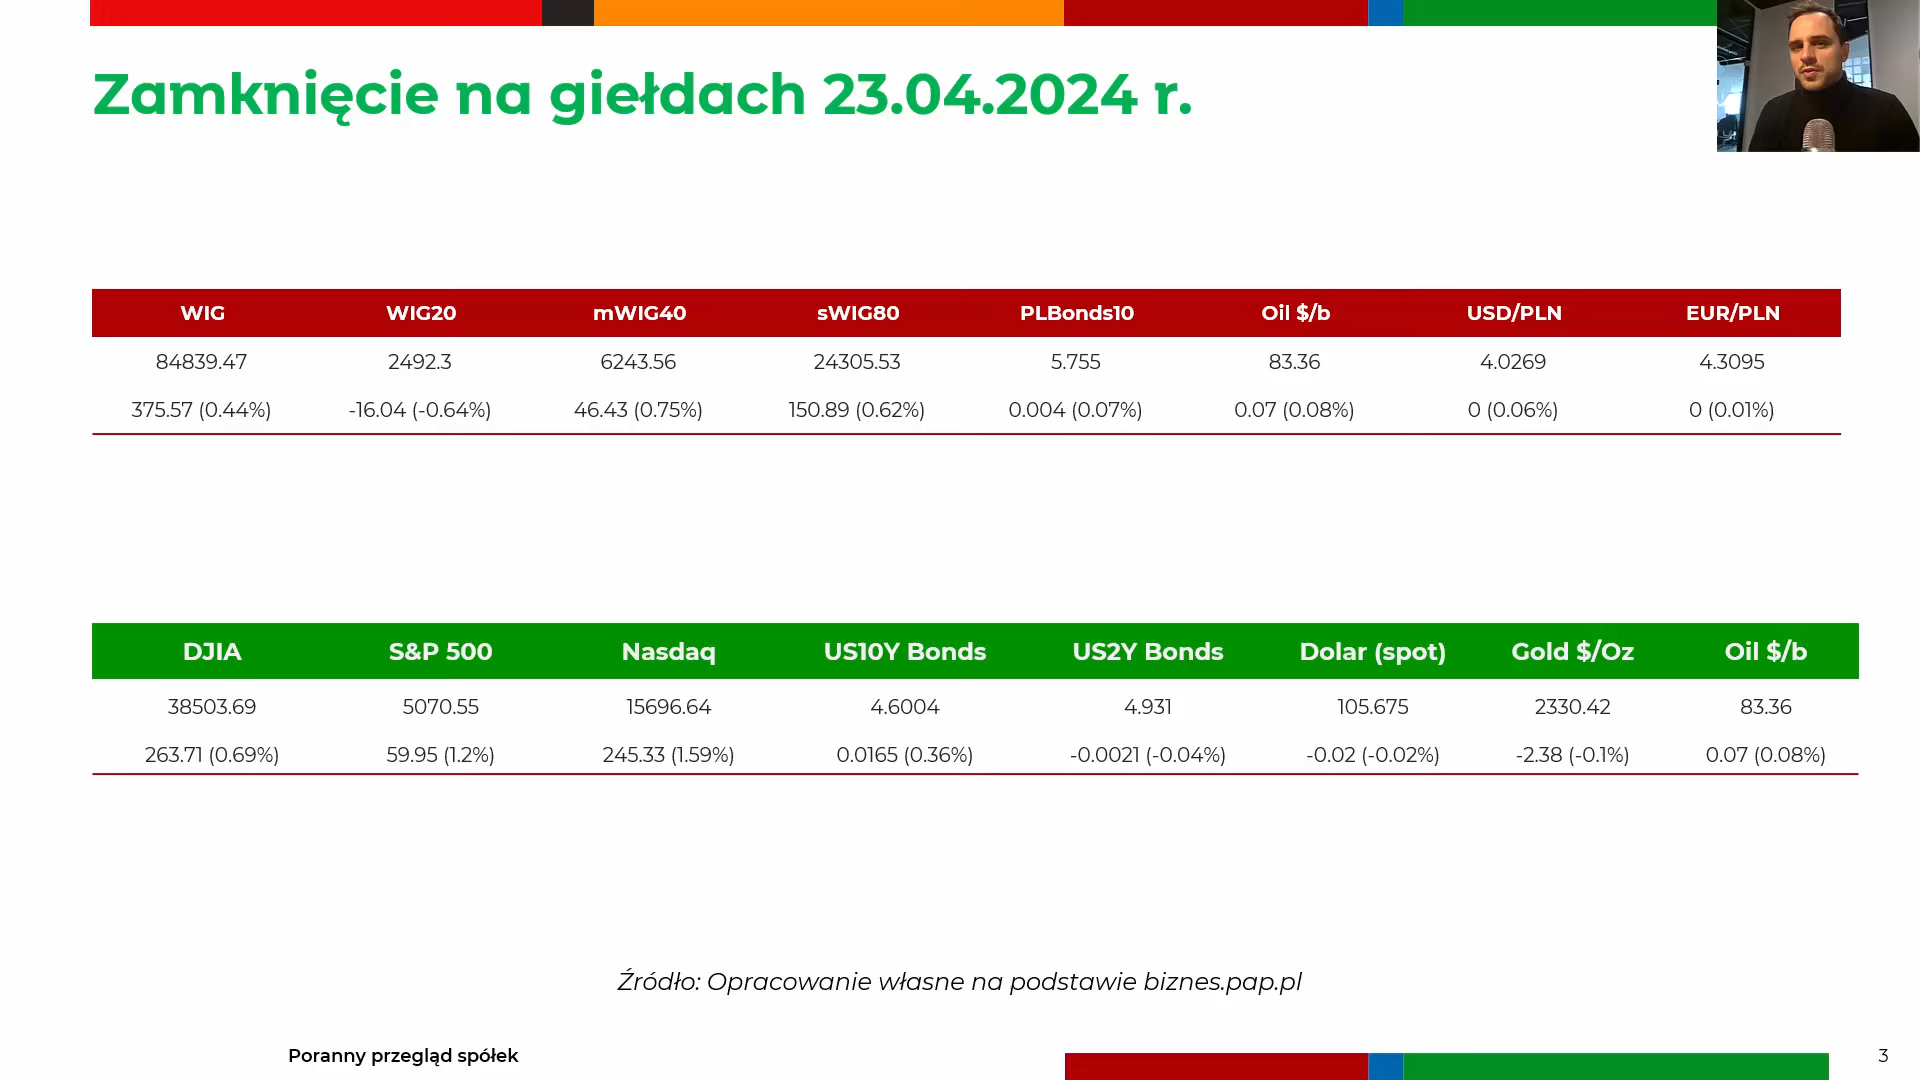 Zamknięcie na giełdach 23.04.2024 r.
WIG WIG20 mWIG40 sWIG80 PLBonds10 Oil $/b USD/PLN EUR/PLN
84839.47 2492.3 6243.56 24305.53 5.755 83.36 4.0269 4.3095
375.57 (0.44%) -16.04 (-0.64%) 46.43 (0.75%) 150.89 (0.62%) 0.004 (0.07%) 0.07 (0.08%) 0 (0.06%) 0 (0.01%)
DJIA S&P 500 Nasdaq US10Y Bonds US2Y Bonds Dolar (spot) Gold $/Oz Oil $/b
38503.69 5070.55 15696.64 4.6004 4.931 105.675 2330.42 83.36
263.71 (0.69%) 59.95 (1.2%) 245.33 (1.59%) 0.0165 (0.36%) -0.0021 (-0.04%) -0.02 (-0.02%) -2.38 (-0.1%) 0.07 (0.08%)
Źródło: Opracowanie własne na podstawie biznes.pap.pl
Poranny przegląd spółek 3